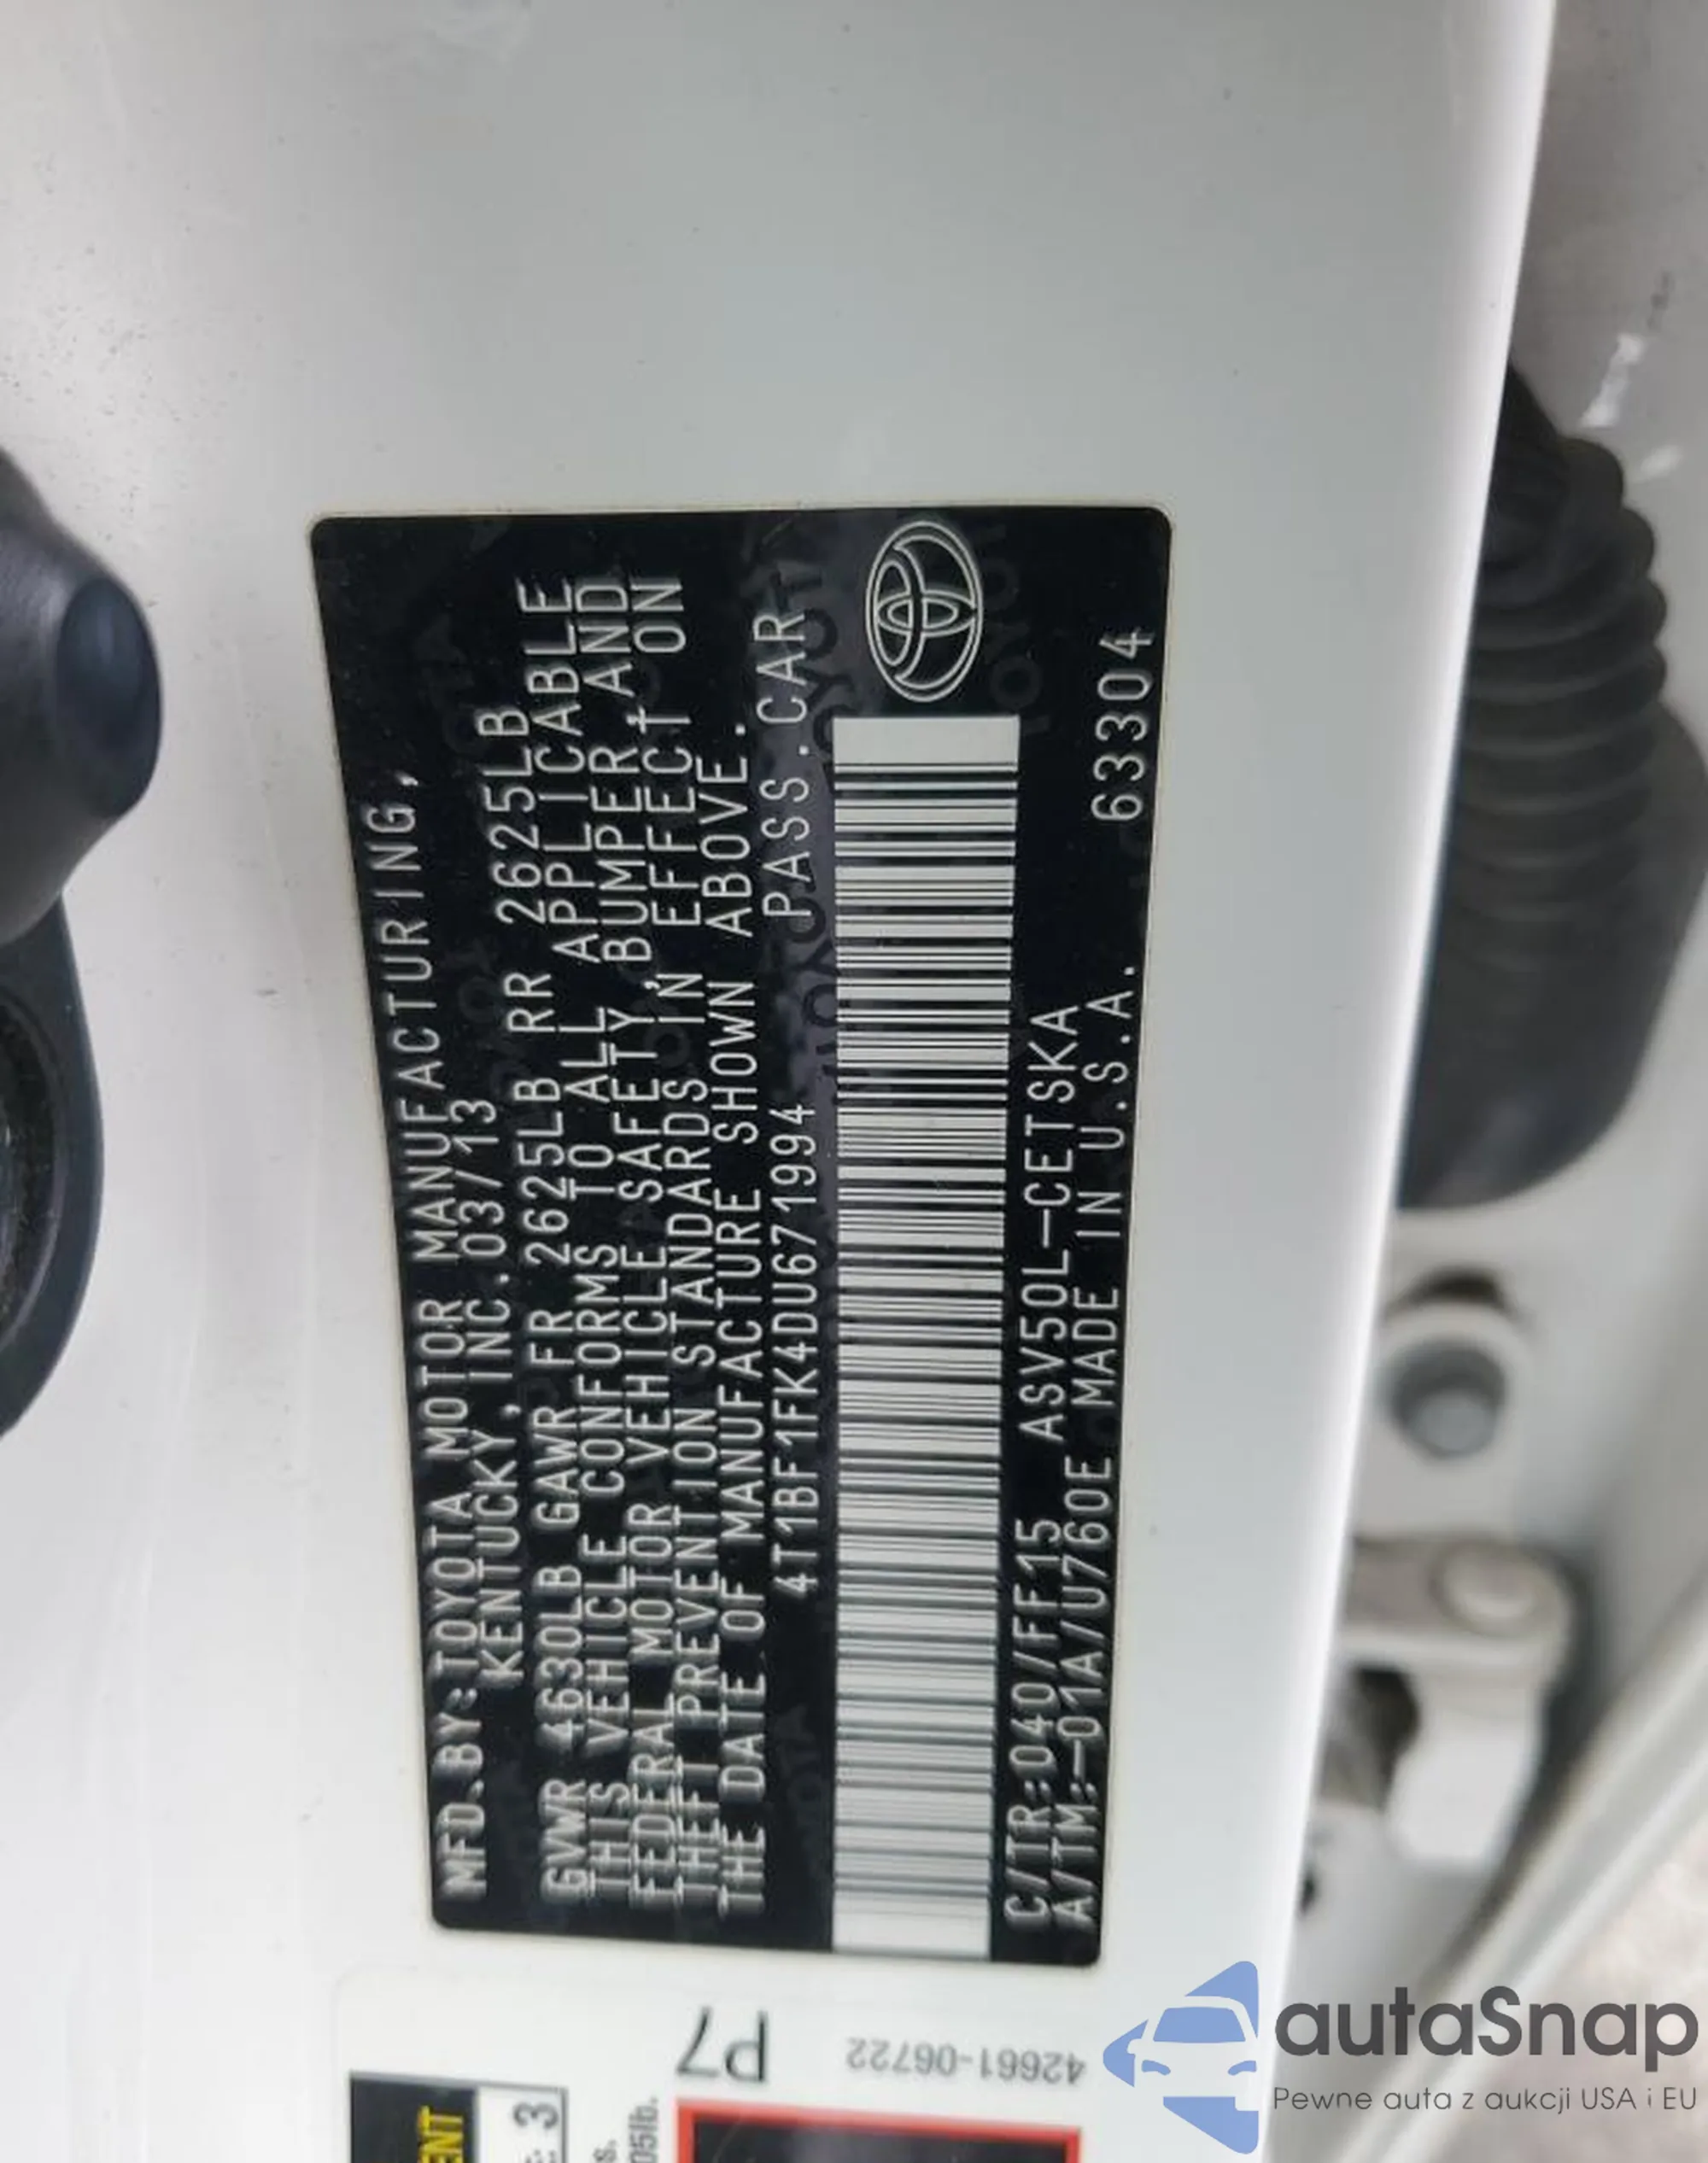 MFD.BY:TOYOTA MOTOR MANUFACTURING,
KENTUCKY, INC.03/13
GVWR 4630LB GAWR FR 2625LB RR 2625LB
THIS VEHICLE CONFORMS TO ALL APPLICABLE
FEDERAL MOTOR VEHICLE SAFETY,BUMPER AND
THEFT PREVENTION STANDARDS IN EFFECT ON
THE DATE OF MANUFACTURE SHOWN ABOVE.
4T1BF1FK4DU671994 PASS.CAR
C/TR:040/FF15 ASV50L-CETSKA
A/TM:-01A/U760E MADE IN U.S.A. 63304
P7
42661-06722
3
05lb.
autaSnap
Pewne auta z aukcji USA i EU